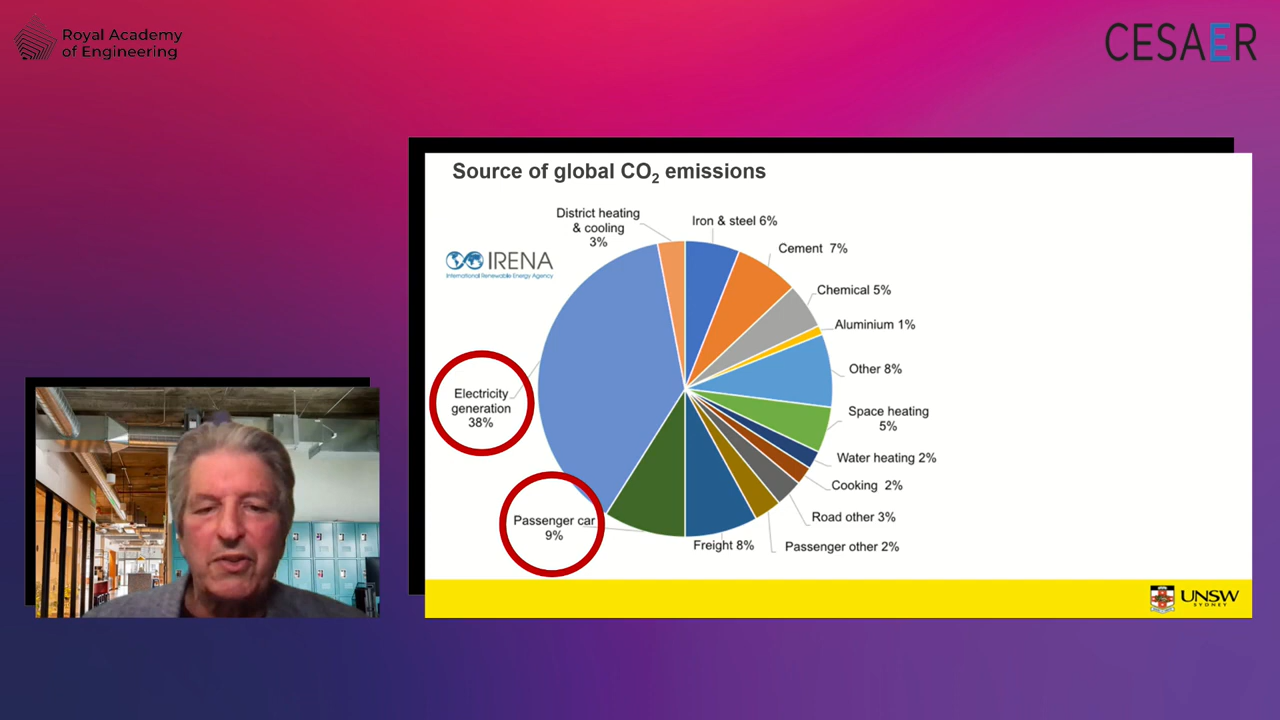 Royal Academy
of Engineering
CESAER
Source of global CO₂ emissions
District heating
& cooling
3%
Iron & steel 6%
Cement 7%
IRENA
International Renewable Energy Agency
Chemical 5%
Aluminium 1%
Other 8%
Electricity
generation
38%
Space heating
5%
Water heating 2%
Cooking 2%
Road other 3%
Passenger car
9%
Freight 8%
Passenger other 2%
UNSW
SYDNEY